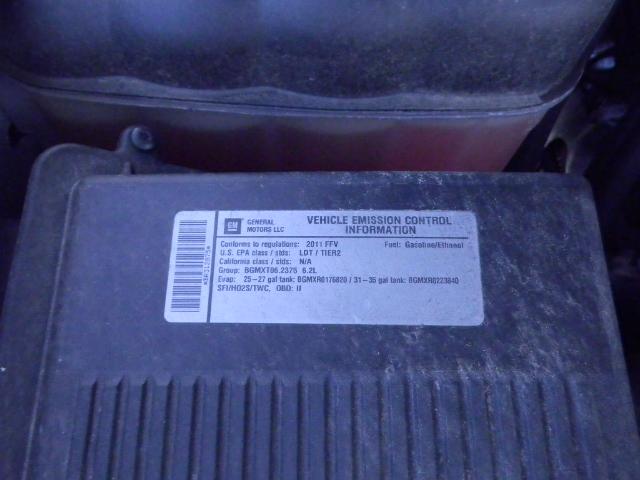 GM GENERAL MOTORS LLC
VEHICLE EMISSION CONTROL INFORMATION
Conforms to regulations: 2011 FFV Fuel: Gasoline/Ethanol
U.S. EPA class / stds: LDT / TIER2
California class / stds: N/A
Group: BGMXT06.2375 6.2L
Evap: 25-27 gal tank: BGMXR0176820 / 31-35 gal tank: BGMXR0223840
SFI/HO2S/TWC, OBD: II